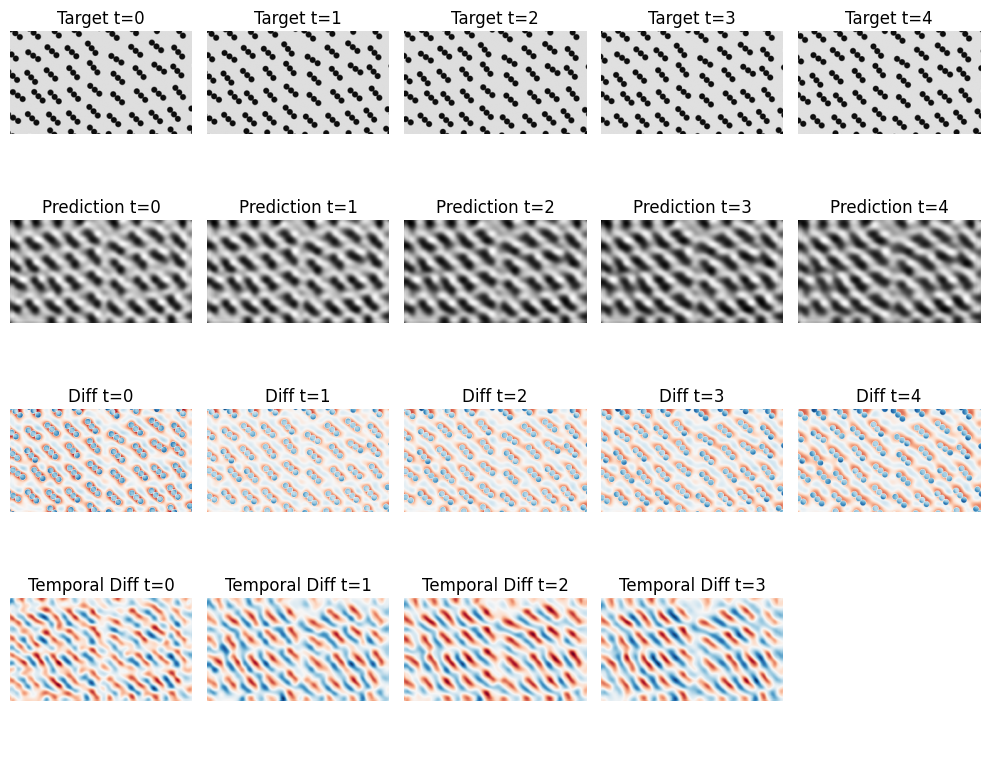 Target t=0 Target t=1 Target t=2 Target t=3 Target t=4
Prediction t=0 Prediction t=1 Prediction t=2 Prediction t=3 Prediction t=4
Diff t=0 Diff t=1 Diff t=2 Diff t=3 Diff t=4
Temporal Diff t=0 Temporal Diff t=1 Temporal Diff t=2 Temporal Diff t=3